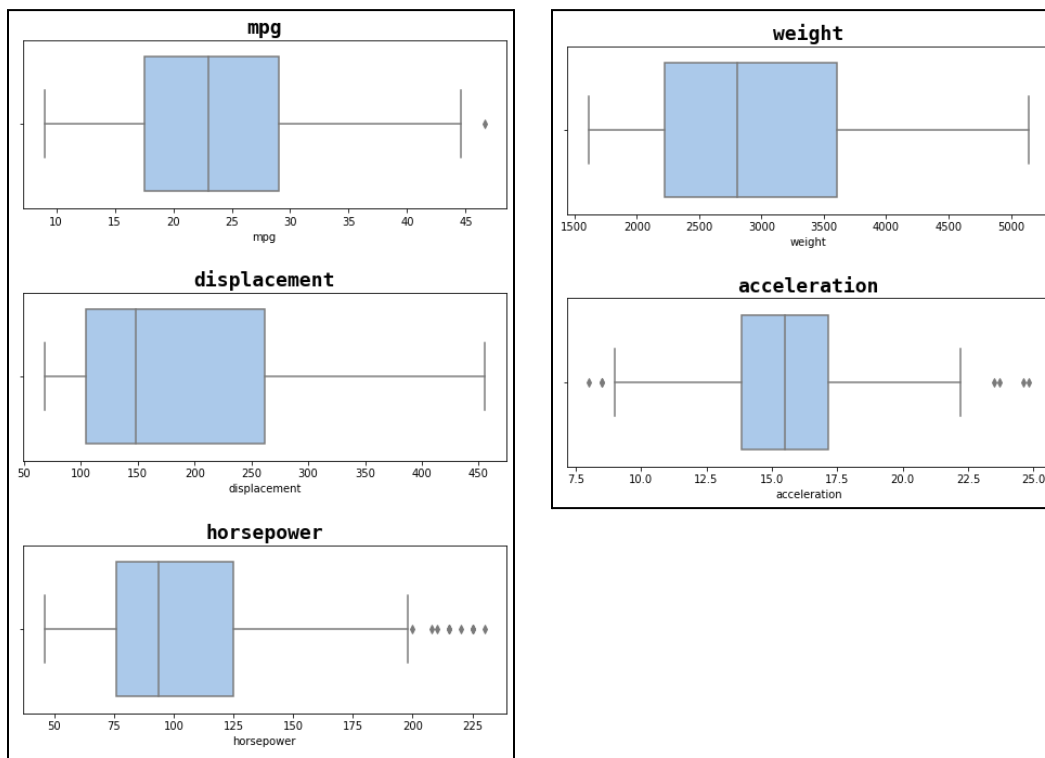 mpg
10 15 20 25 30 35 40 45
mpg
displacement
50 100 150 200 250 300 350 400 450
displacement
horsepower
50 75 100 125 150 175 200 225
horsepower
weight
1500 2000 2500 3000 3500 4000 4500 5000
weight
acceleration
7.5 10.0 12.5 15.0 17.5 20.0 22.5 25.0
acceleration